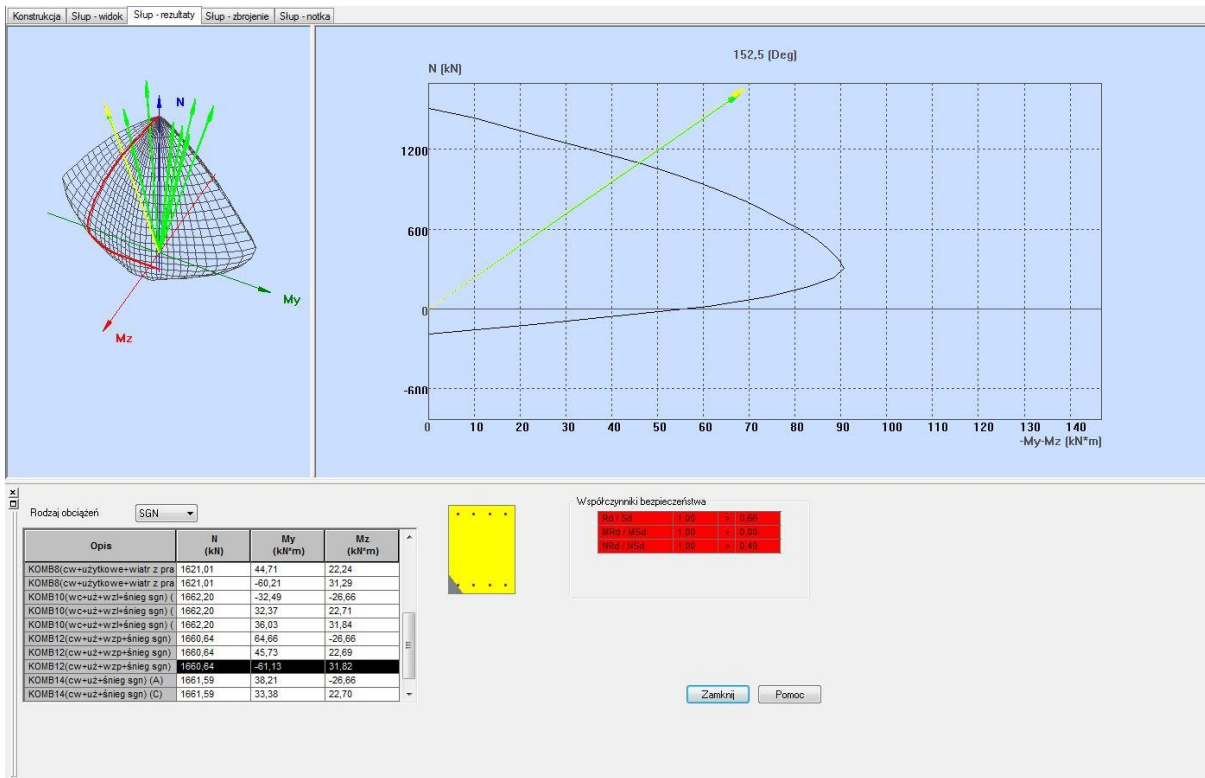 Konstrukcja Słup - widok Słup - rezultaty Słup - zbrojenie Słup - notka
N
My
Mz
152,5 (Deg)
N (kN)
1200
600
0
-600
0 10 20 30 40 50 60 70 80 90 100 110 120 130 140
-My-Mz (kN*m)
Rodzaj obciążeń SGN
Opis N (kN) My (kN*m) Mz (kN*m)
KOMB8(cw+użytkowe+wiatr z pra 1621,01 44,71 22,24
KOMB8(cw+użytkowe+wiatr z pra 1621,01 -60,21 31,29
KOMB10(wc+uż+wzl+śnieg sgn) ( 1662,20 -32,49 -26,66
KOMB10(wc+uż+wzl+śnieg sgn) ( 1662,20 32,37 22,71
KOMB10(wc+uż+wzl+śnieg sgn) ( 1662,20 36,03 31,84
KOMB12(cw+uż+wzp+śnieg sgn) 1660,64 64,66 -26,66
KOMB12(cw+uż+wzp+śnieg sgn) 1660,64 45,73 22,69
KOMB12(cw+uż+wzp+śnieg sgn) 1660,64 -61,13 31,82
KOMB14(cw+uż+śnieg sgn) (A) 1661,59 38,21 -26,66
KOMB14(cw+uż+śnieg sgn) (C) 1661,59 33,38 22,70
Współczynniki bezpieczeństwa
Rd / Sd 1.00 > 0.66
MRd / MSd 1.00 > 0.00
NRd / NSd 1.00 > 0.49
Zamknij Pomoc